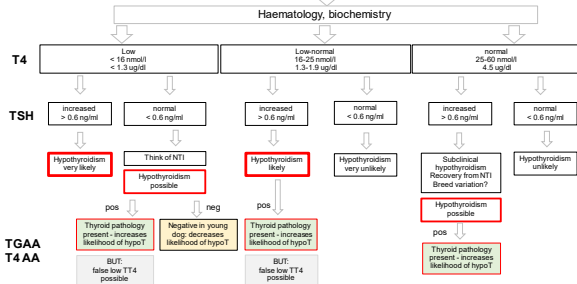 Haematology, biochemistry
T4
Low
< 16 nmol/l
< 1.3 ug/dl
Low-normal
16-25 nmol/l
1.3-1.9 ug/dl
normal
25-60 nmol/l
4.5 ug/dl
TSH
increased
> 0.6 ng/ml
normal
< 0.6 ng/ml
increased
> 0.6 ng/ml
normal
< 0.6 ng/ml
increased
> 0.6 ng/ml
normal
< 0.6 ng/ml
Hypothyroidism
very likely
Think of NTI
Hypothyroidism
possible
Hypothyroidism
likely
Hypothyroidism
very unlikely
Subclinical
hypothyroidism
Recovery from NTI
Breed variation?
Hypothyroidism
possible
Hypothyroidism
unlikely
pos
neg
pos
pos
TGAA
T4 AA
Thyroid pathology
present - increases
likelihood of hypoT
Negative in young
dog: decreases
likelihood of hypoT
Thyroid pathology
present - increases
likelihood of hypoT
Thyroid pathology
present - increases
likelihood of hypoT
BUT:
false low TT4
possible
BUT:
false low TT4
possible